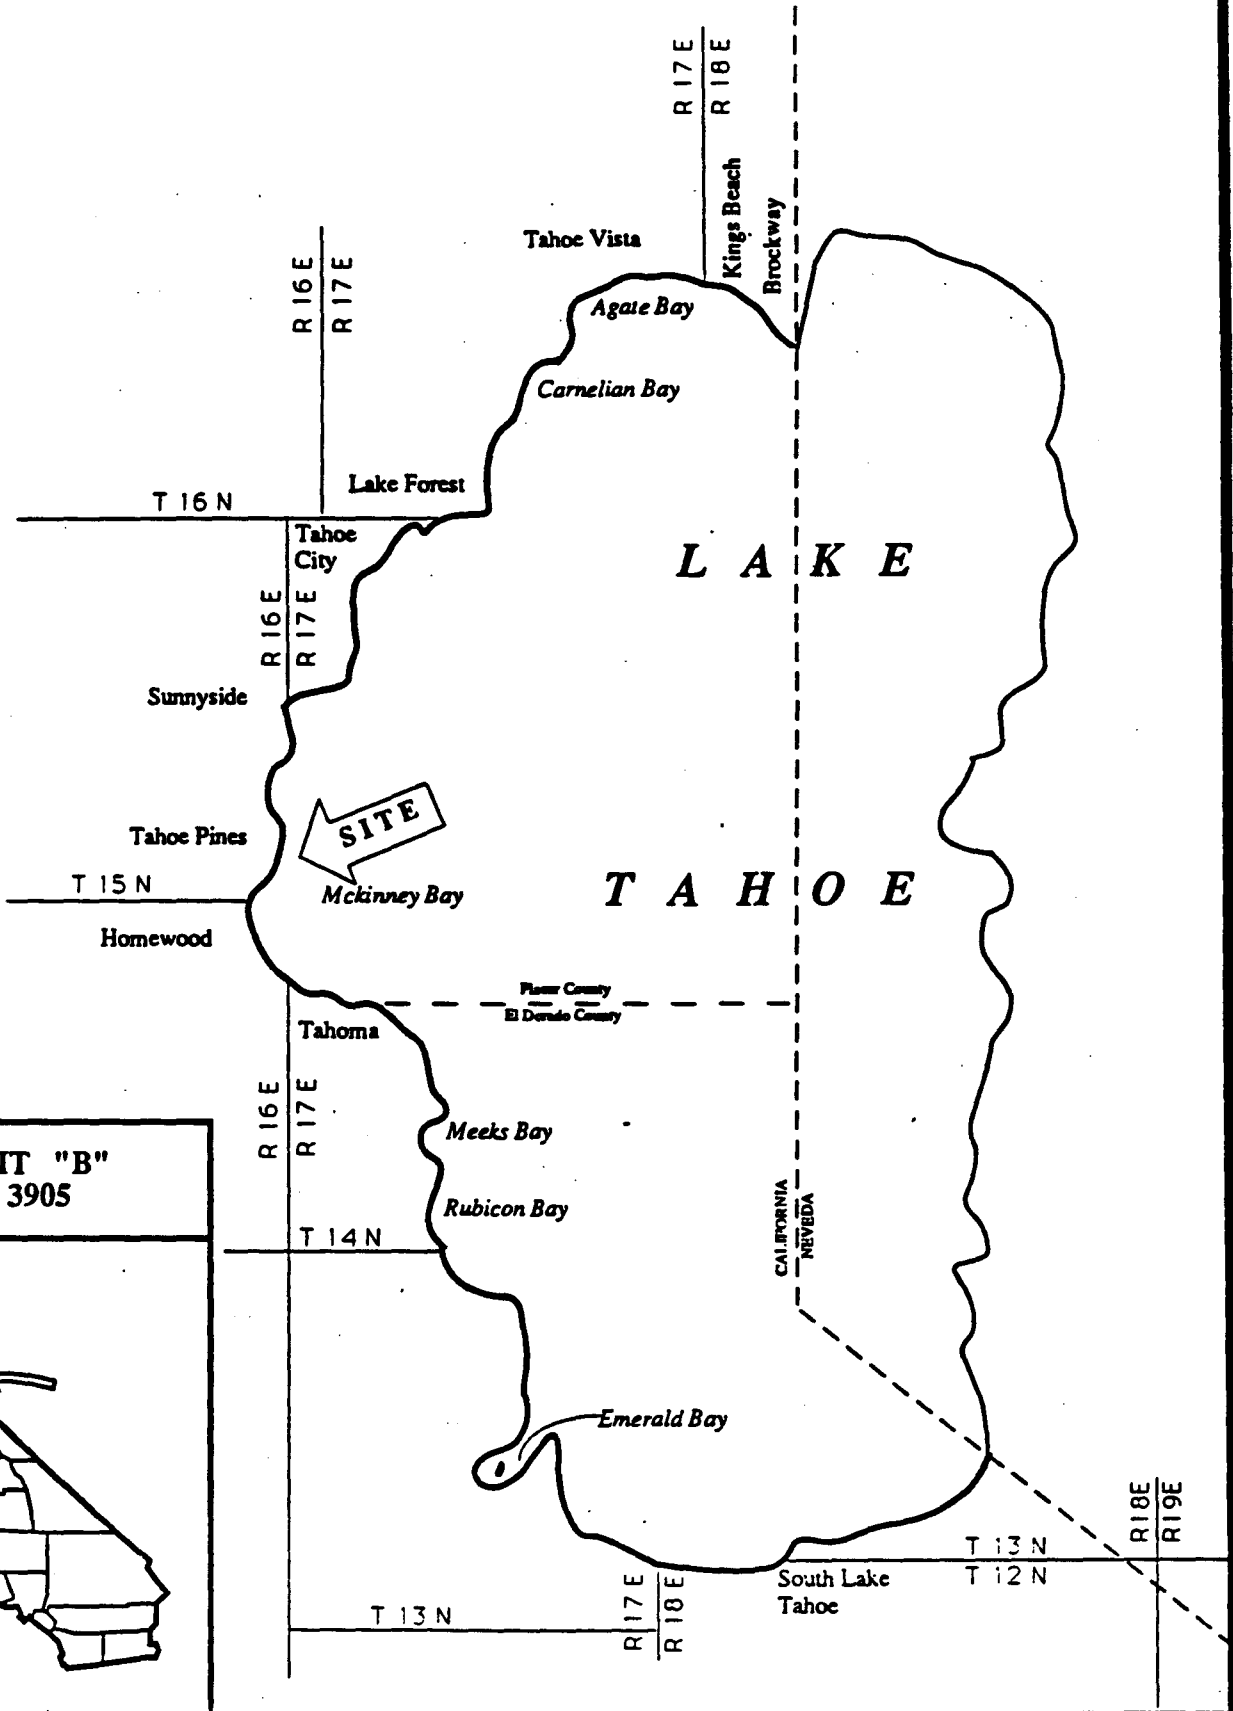 R 17 E
R 18 E
Kings Beach
Brockway
Tahoe Vista
R 16 E
R 17 E
Agate Bay
Carnelian Bay
Lake Forest
T 16 N
Tahoe
City
L A K E
R 16 E
R 17 E
Sunnyside
SITE
Tahoe Pines
T 15 N
Mckinney Bay
T A H O E
Homewood
Placer County
El Dorado County
Tahoma
R 16 E
R 17 E
Meeks Bay
IT "B"
3905
Rubicon Bay
CALIFORNIA
NEVEDA
T 14 N
Emerald Bay
R 18 E
R 19 E
T 13 N
T 12 N
South Lake
Tahoe
R 17 E
R 18 E
T 13 N